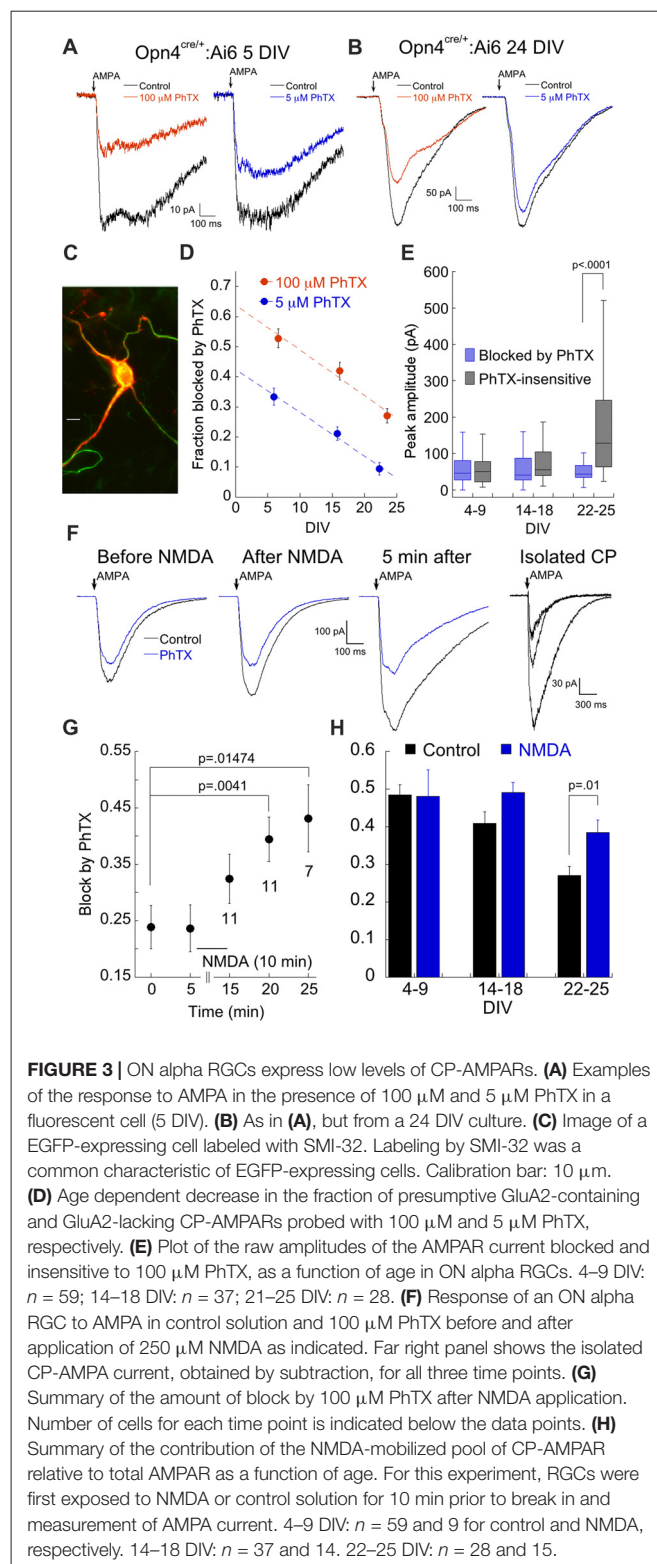 A
Opn4cre/+:Ai6 5 DIV
AMPA
Control
100 μM PhTX
AMPA
Control
5 μM PhTX
10 pA
100 ms
B
Opn4cre/+:Ai6 24 DIV
AMPA
Control
100 μM PhTX
AMPA
Control
5 μM PhTX
50 pA
100 ms
C
D
Fraction blocked by PhTX
0.7
0.6
0.5
0.4
0.3
0.2
0.1
0
100 μM PhTX
5 μM PhTX
0 5 10 15 20 25
DIV
E
Peak amplitude (pA)
600
500
400
300
200
100
0
p<.0001
Blocked by PhTX
PhTX-insensitive
4-9 14-18 22-25
DIV
F
Before NMDA
AMPA
Control
PhTX
After NMDA
AMPA
5 min after
AMPA
100 pA
100 ms
Isolated CP
AMPA
30 pA
300 ms
G
Block by PhTX
0.55
0.45
0.35
0.25
0.15
p=.01474
p=.0041
11
11
7
NMDA (10 min)
0 5 15 20 25
Time (min)
H
Control NMDA
0.6
0.5
0.4
0.3
0.2
0.1
0
p=.01
4-9 14-18 22-25
DIV
FIGURE 3 | ON alpha RGCs express low levels of CP-AMPARs. (A) Examples
of the response to AMPA in the presence of 100 μM and 5 μM PhTX in a
fluorescent cell (5 DIV). (B) As in (A), but from a 24 DIV culture. (C) Image of a
EGFP-expressing cell labeled with SMI-32. Labeling by SMI-32 was a
common characteristic of EGFP-expressing cells. Calibration bar: 10 μm.
(D) Age dependent decrease in the fraction of presumptive GluA2-containing
and GluA2-lacking CP-AMPARs probed with 100 μM and 5 μM PhTX,
respectively. (E) Plot of the raw amplitudes of the AMPAR current blocked and
insensitive to 100 μM PhTX, as a function of age in ON alpha RGCs. 4–9 DIV:
n = 59; 14–18 DIV: n = 37; 21–25 DIV: n = 28. (F) Response of an ON alpha
RGC to AMPA in control solution and 100 μM PhTX before and after
application of 250 μM NMDA as indicated. Far right panel shows the isolated
CP-AMPA current, obtained by subtraction, for all three time points. (G)
Summary of the amount of block by 100 μM PhTX after NMDA application.
Number of cells for each time point is indicated below the data points. (H)
Summary of the contribution of the NMDA-mobilized pool of CP-AMPAR
relative to total AMPAR as a function of age. For this experiment, RGCs were
first exposed to NMDA or control solution for 10 min prior to break in and
measurement of AMPA current. 4–9 DIV: n = 59 and 9 for control and NMDA,
respectively. 14–18 DIV: n = 37 and 14. 22–25 DIV: n = 28 and 15.